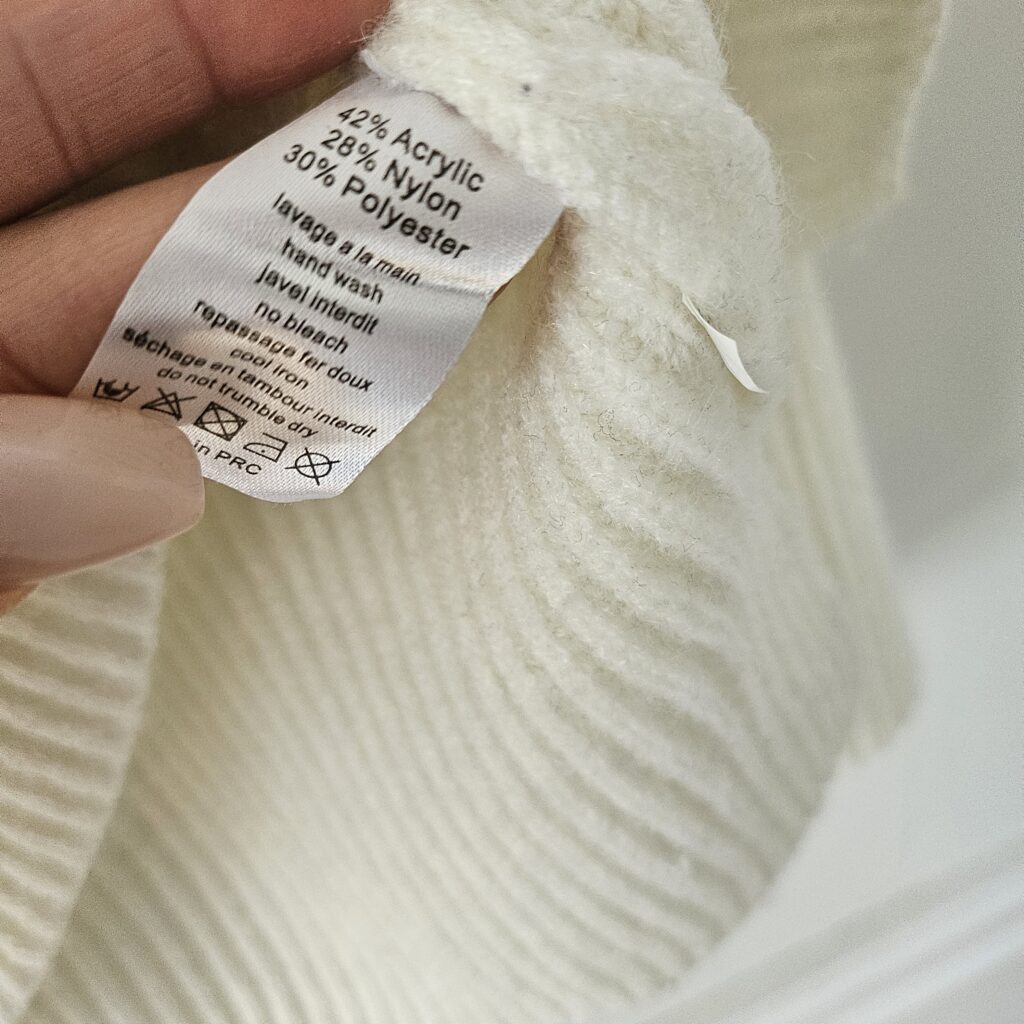 42% Acrylic
28% Nylon
30% Polyester
lavage a la main
hand wash
javel interdit
no bleach
repassage fer doux
cool iron
séchage en tambour interdit
do not trumble dry
in PRC